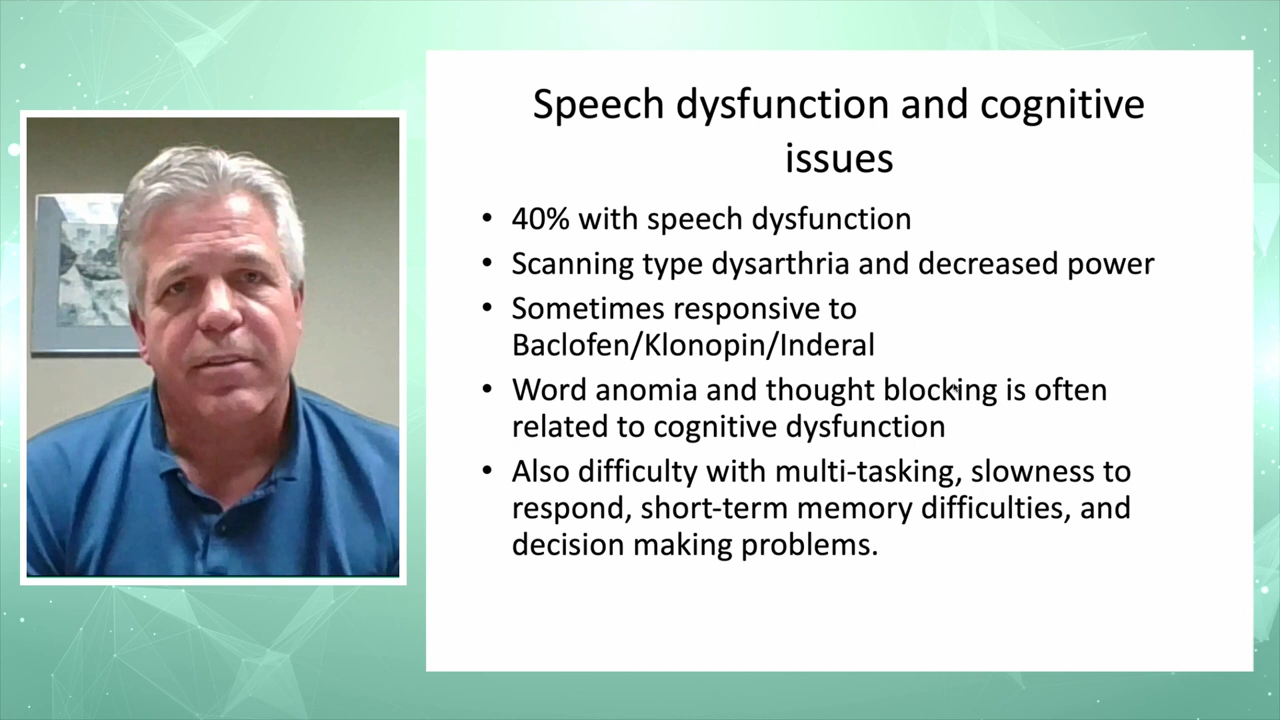 Speech dysfunction and cognitive
issues
• 40% with speech dysfunction
• Scanning type dysarthria and decreased power
• Sometimes responsive to
Baclofen/Klonopin/Inderal
• Word anomia and thought blocking is often
related to cognitive dysfunction
• Also difficulty with multi-tasking, slowness to
respond, short-term memory difficulties, and
decision making problems.